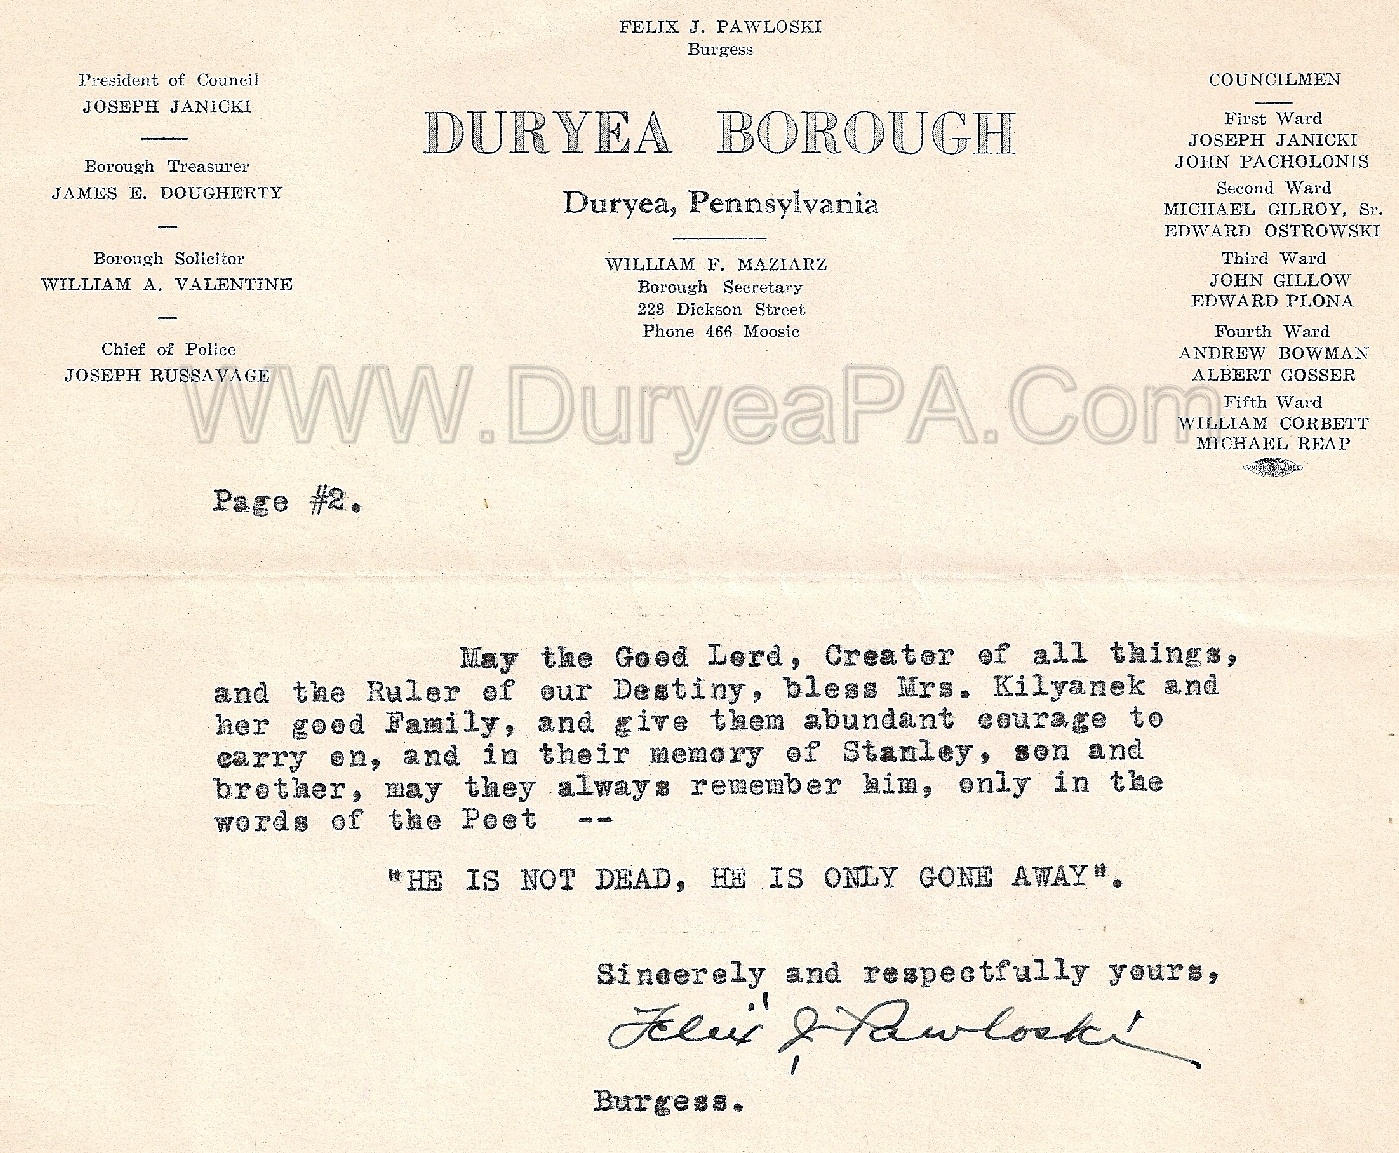 FELIX J. PAWLOSKI
Burgess
President of Council
JOSEPH JANICKI
Borough Treasurer
JAMES E. DOUGHERTY
Borough Solicitor
WILLIAM A. VALENTINE
Chief of Police
JOSEPH RUSSAVAGE
DURYEA BOROUGH
Duryea, Pennsylvania
WILLIAM F. MAZIARZ
Borough Secretary
223 Dickson Street
Phone 466 Moosic
COUNCILMEN
First Ward
JOSEPH JANICKI
JOHN PACHOLONIS
Second Ward
MICHAEL GILROY, Sr.
EDWARD OSTROWSKI
Third Ward
JOHN GILLOW
EDWARD PLONA
Fourth Ward
ANDREW BOWMAN
ALBERT GOSSER
Fifth Ward
WILLIAM CORBETT
MICHAEL REAP
WWW.DuryeaPA.Com
Page #2.
May the Good Lord, Creator of all things,
and the Ruler of our Destiny, bless Mrs. Kilyanek and
her good Family, and give them abundant courage to
carry on, and in their memory of Stanley, son and
brother, may they always remember him, only in the
words of the Poet --
"HE IS NOT DEAD, HE IS ONLY GONE AWAY".
Sincerely and respectfully yours,
Felix J. Pawloski
Burgess.